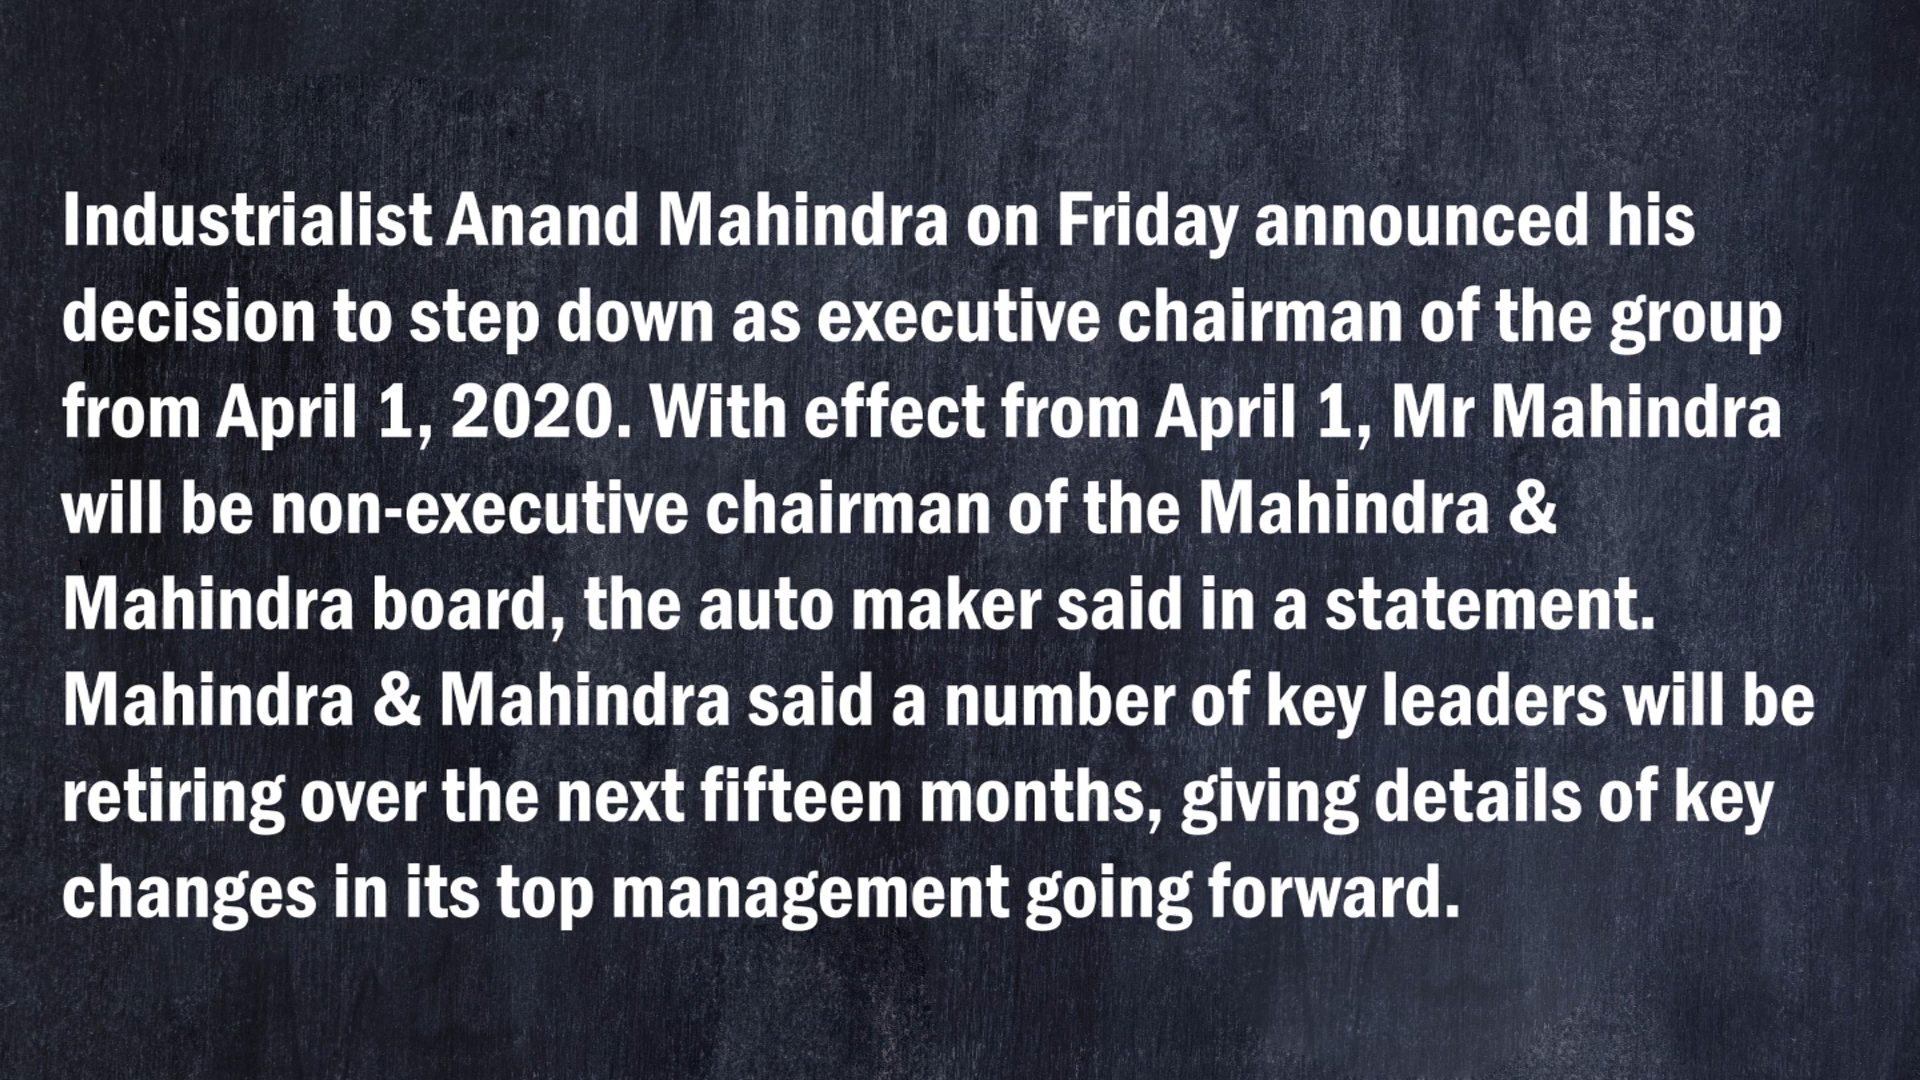 Industrialist Anand Mahindra on Friday announced his
decision to step down as executive chairman of the group
from April 1, 2020. With effect from April 1, Mr Mahindra
will be non-executive chairman of the Mahindra &
Mahindra board, the auto maker said in a statement.
Mahindra & Mahindra said a number of key leaders will be
retiring over the next fifteen months, giving details of key
changes in its top management going forward.